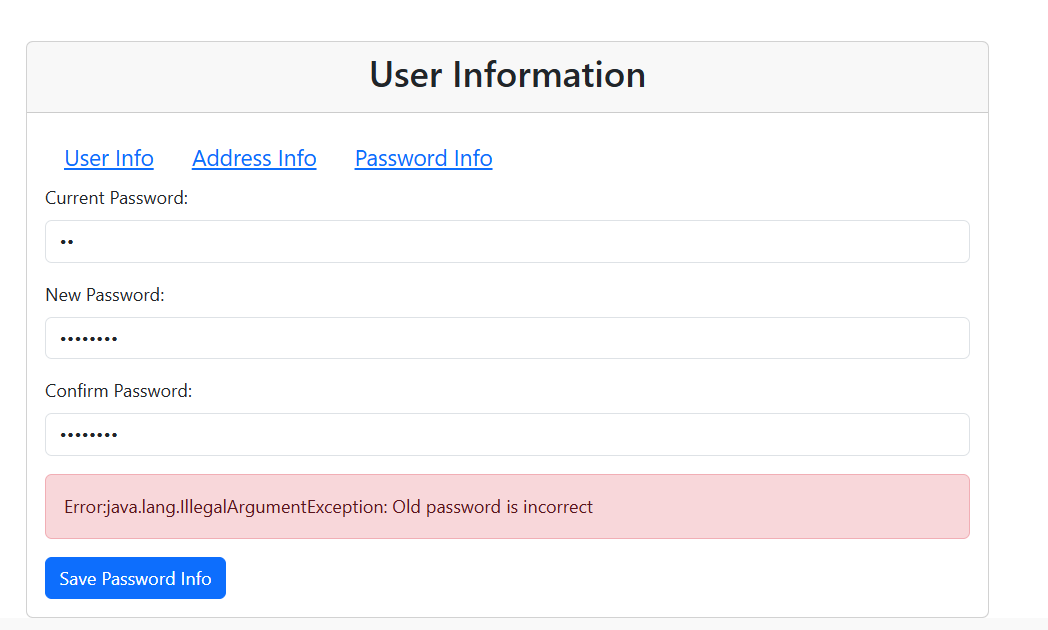 User Information
User Info Address Info Password Info
Current Password:
••
New Password:
••••••••
Confirm Password:
••••••••
Error:java.lang.IllegalArgumentException: Old password is incorrect
Save Password Info